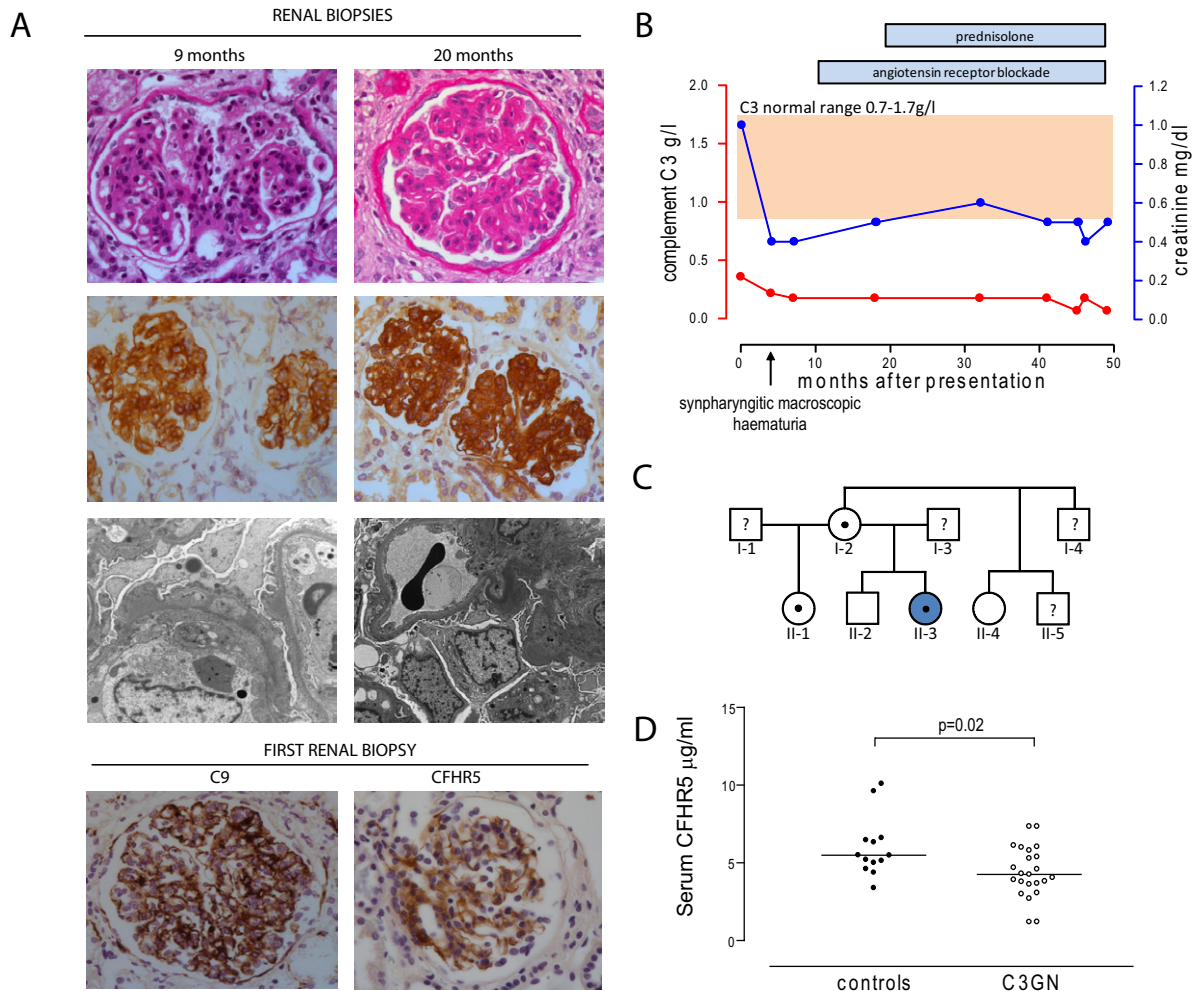 A
RENAL BIOPSIES
9 months
20 months
FIRST RENAL BIOPSY
C9
CFHR5
B
prednisolone
angiotensin receptor blockade
C3 normal range 0.7-1.7g/l
complement C3 g/l
2.0
1.5
1.0
0.5
0.0
creatinine mg/dl
1.2
1.0
0.8
0.6
0.4
0.2
0.0
0
10
20
30
40
50
months after presentation
synpharyngitic macroscopic
haematuria
C
?
?
?
I-1
I-2
I-3
I-4
?
II-1
II-2
II-3
II-4
II-5
D
Serum CFHR5 µg/ml
15
10
5
0
p=0.02
controls
C3GN